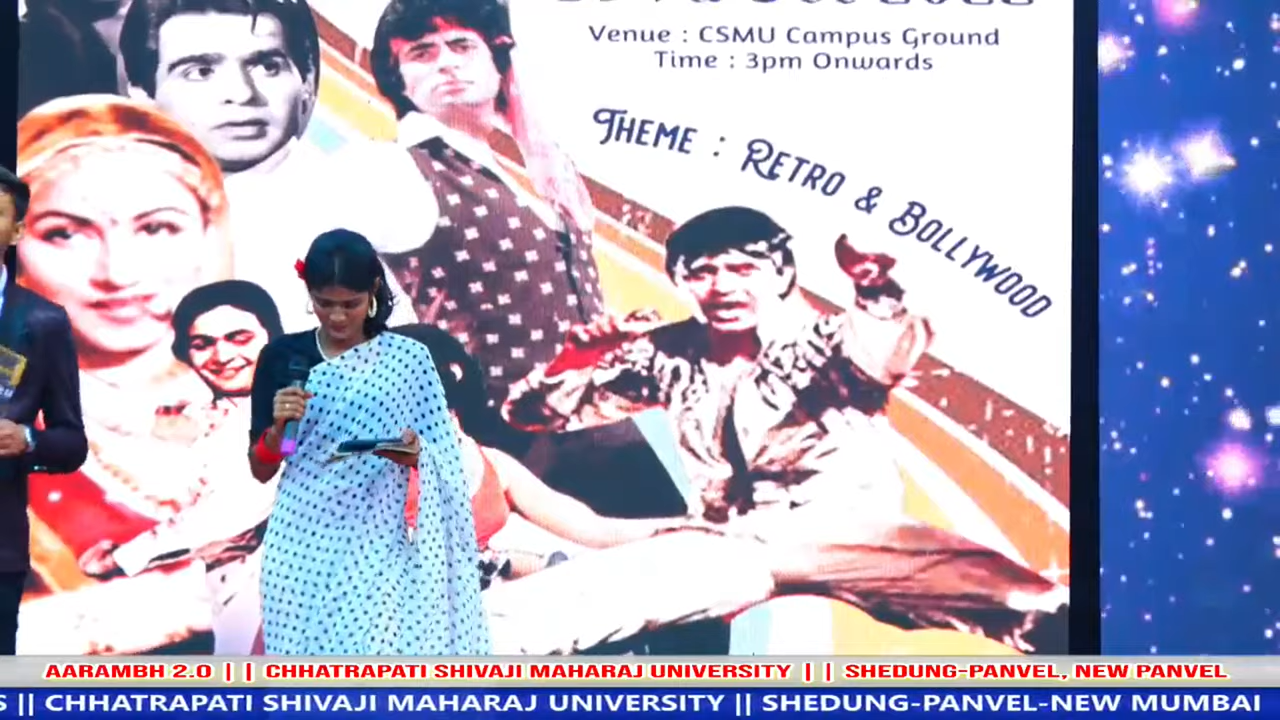 Venue : CSMU Campus Ground
Time : 3pm Onwards
THEME : RETRO & BOLLYWOOD
AARAMBH 2.0 || CHHATRAPATI SHIVAJI MAHARAJ UNIVERSITY || SHEDUNG-PANVEL, NEW PANVEL
S || CHHATRAPATI SHIVAJI MAHARAJ UNIVERSITY || SHEDUNG-PANVEL-NEW MUMBAI